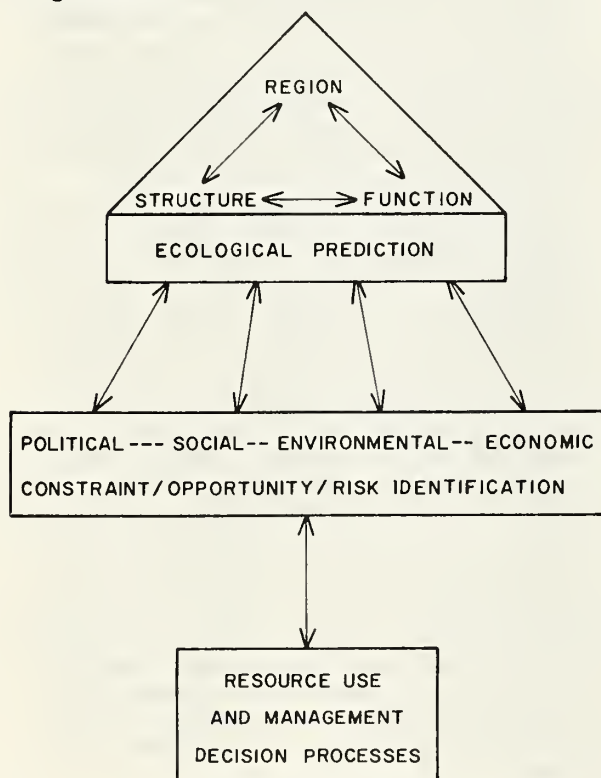 REGION
STRUCTURE FUNCTION
ECOLOGICAL PREDICTION
POLITICAL --- SOCIAL -- ENVIRONMENTAL -- ECONOMIC
CONSTRAINT/OPPORTUNITY/RISK IDENTIFICATION
RESOURCE USE
AND MANAGEMENT
DECISION PROCESSES